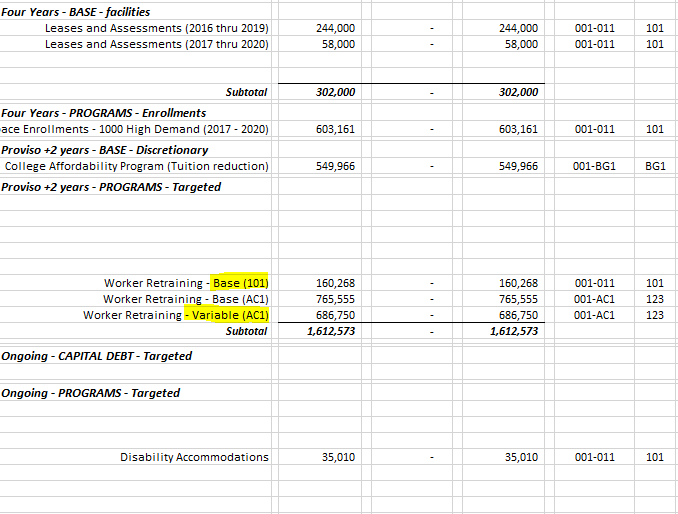 Four Years - BASE - facilities
Leases and Assessments (2016 thru 2019) 244,000 - 244,000 001-011 101
Leases and Assessments (2017 thru 2020) 58,000 - 58,000 001-011 101
Subtotal 302,000 - 302,000
Four Years - PROGRAMS - Enrollments
ace Enrollments - 1000 High Demand (2017 - 2020) 603,161 - 603,161 001-011 101
Proviso +2 years - BASE - Discretionary
College Affordability Program (Tuition reduction) 549,966 - 549,966 001-BG1 BG1
Proviso +2 years - PROGRAMS - Targeted
Worker Retraining - Base (101) 160,268 - 160,268 001-011 101
Worker Retraining - Base (AC1) 765,555 - 765,555 001-AC1 123
Worker Retraining - Variable (AC1) 686,750 - 686,750 001-AC1 123
Subtotal 1,612,573 - 1,612,573
Ongoing - CAPITAL DEBT - Targeted
Ongoing - PROGRAMS - Targeted
Disability Accommodations 35,010 - 35,010 001-011 101